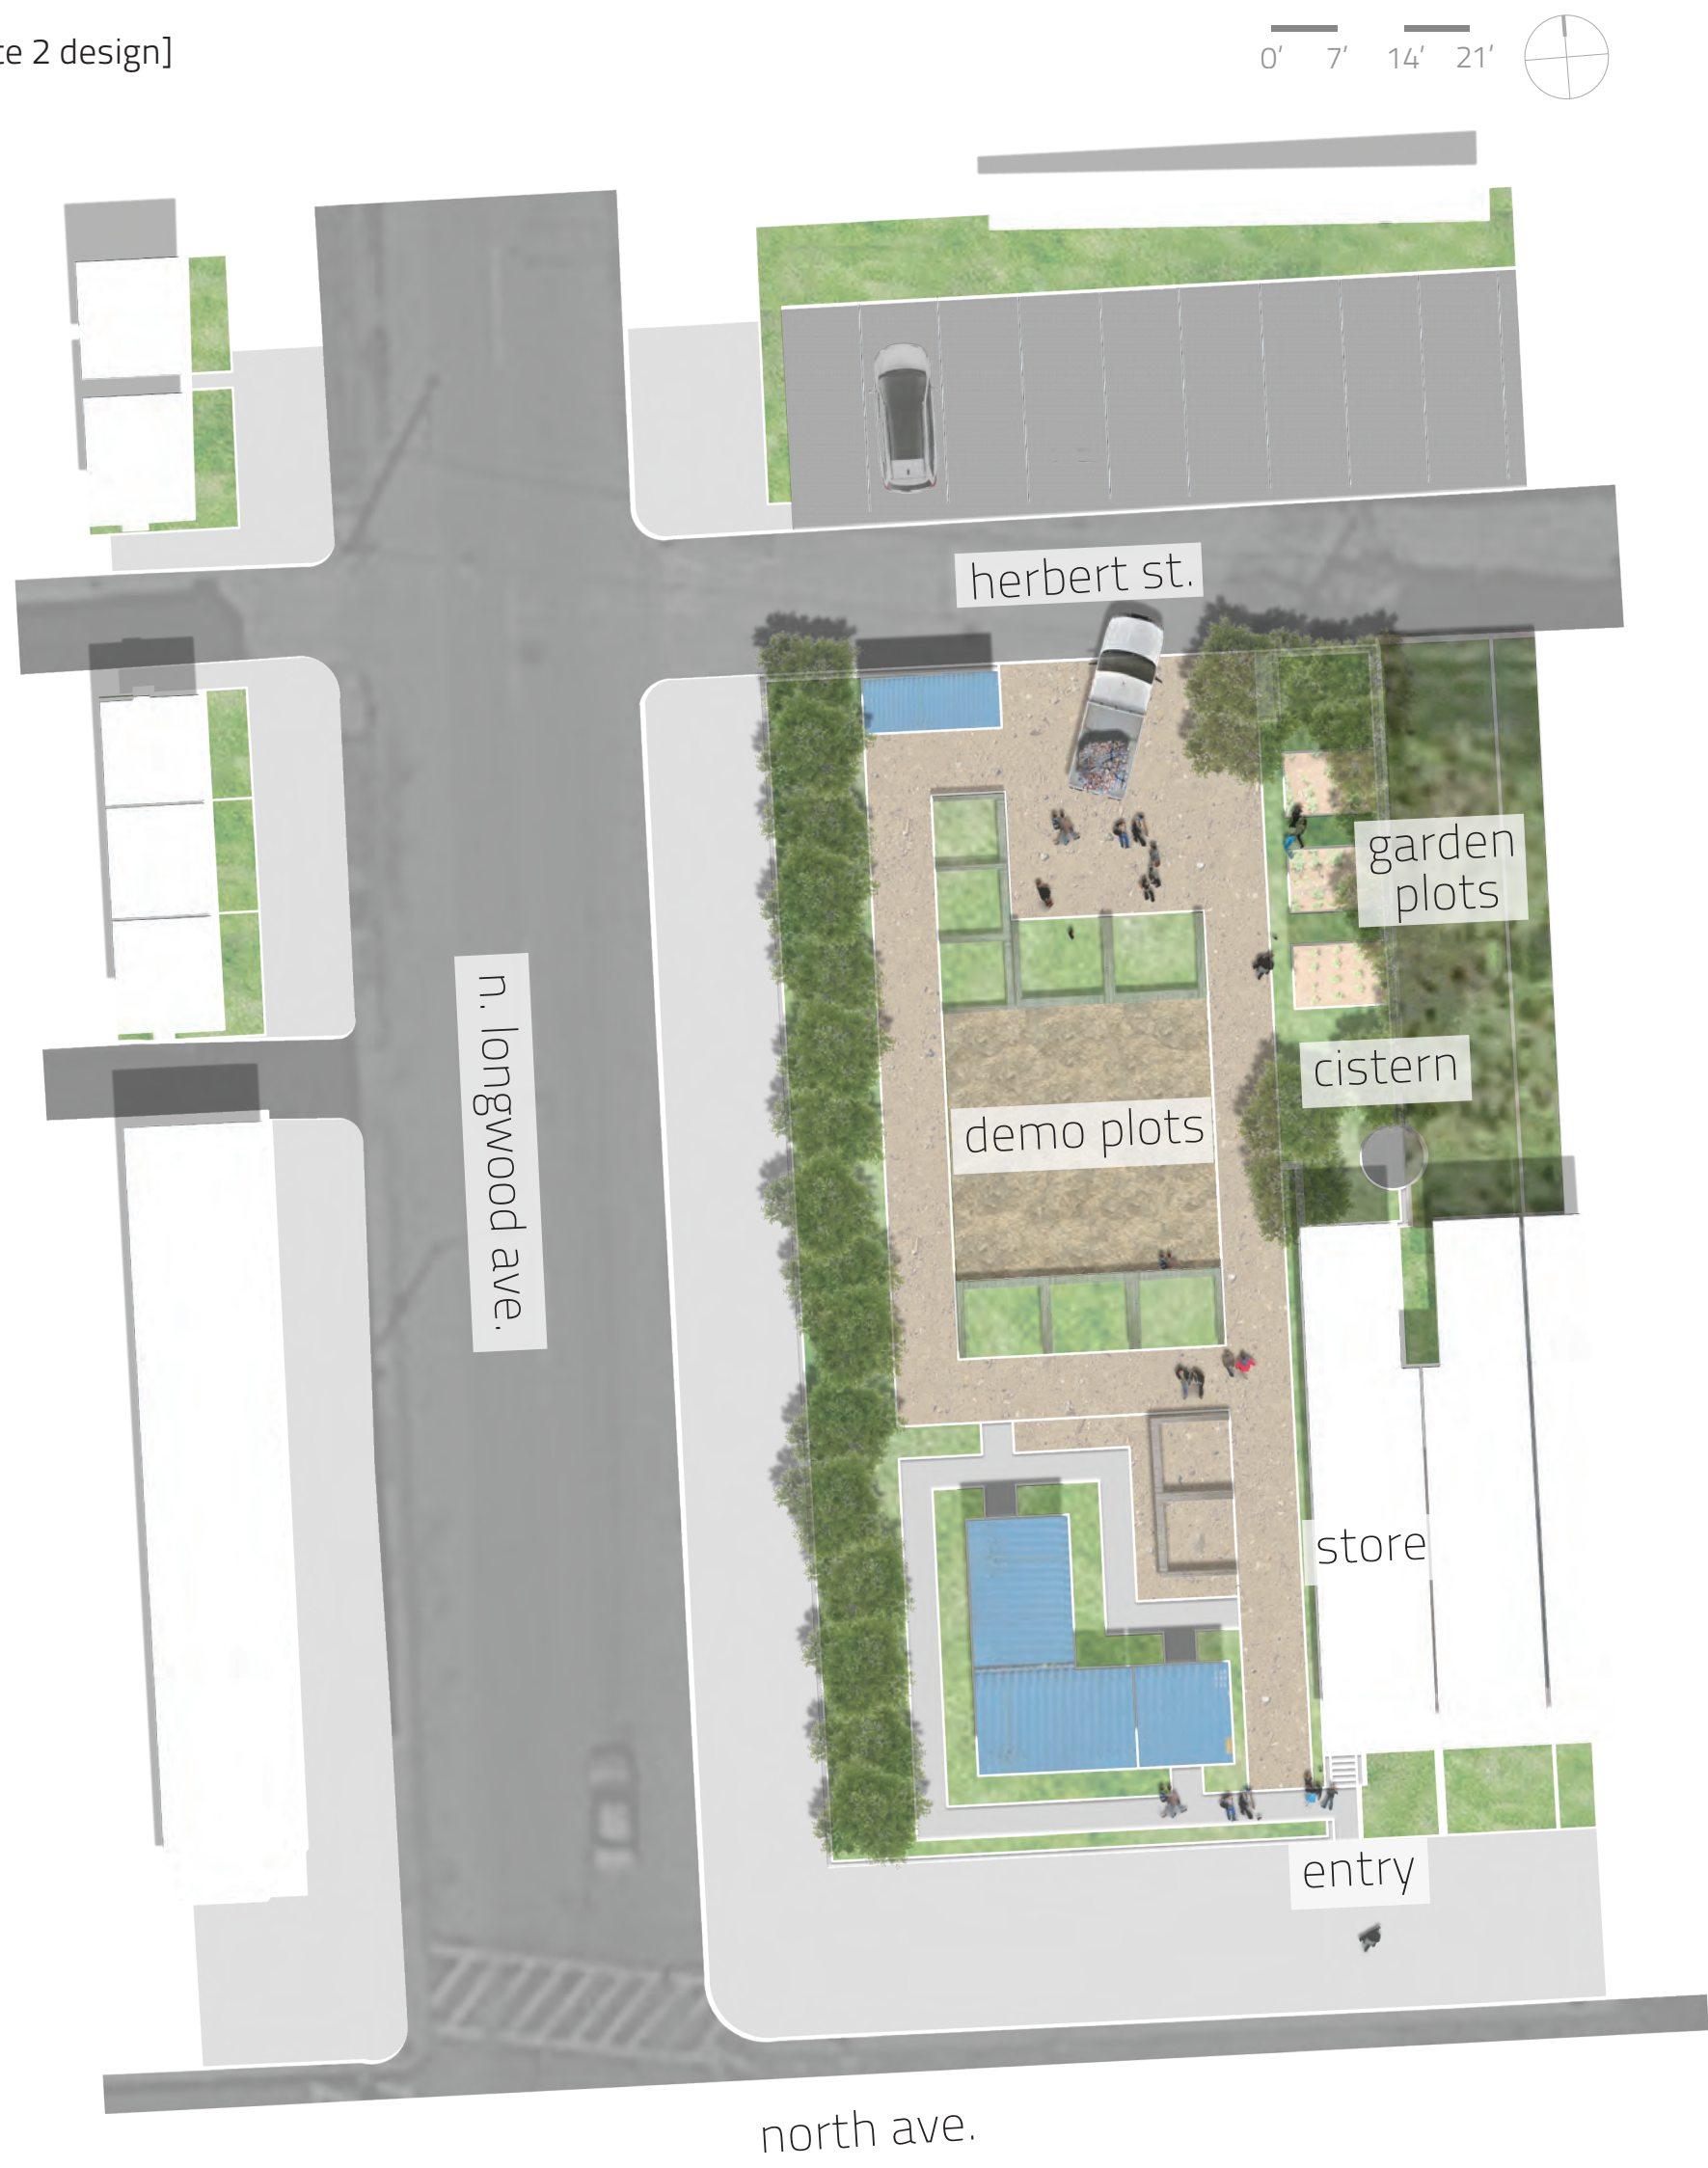 te 2 design]
0' 7' 14' 21'
herbert st.
garden
plots
cistern
n. longwood ave.
demo plots
store
entry
north ave.